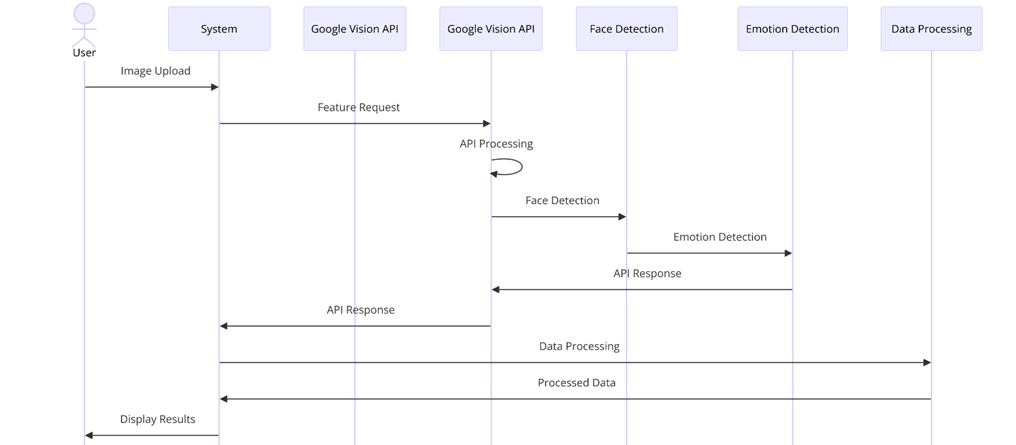 User
System
Google Vision API
Google Vision API
Face Detection
Emotion Detection
Data Processing
Image Upload
Feature Request
API Processing
Face Detection
Emotion Detection
API Response
API Response
Data Processing
Processed Data
Display Results